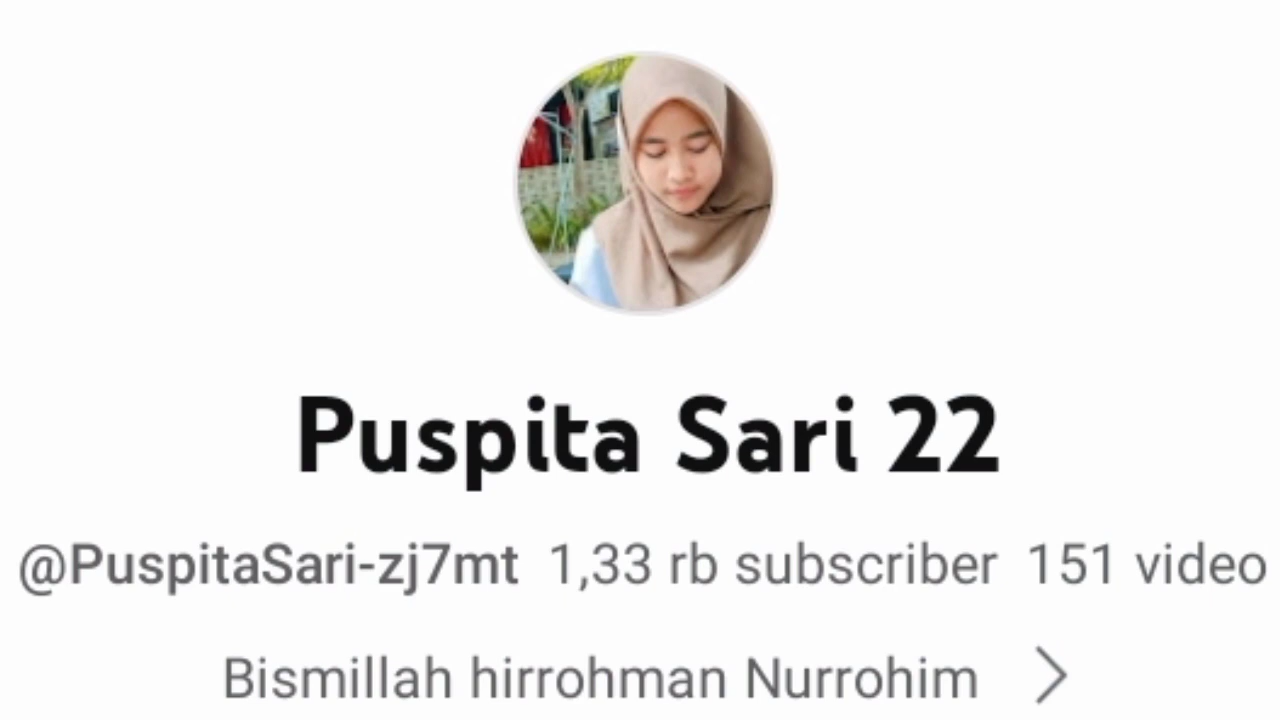 Puspita Sari 22
@PuspitaSari-zj7mt 1,33 rb subscriber 151 video
Bismillah hirrohman Nurrohim